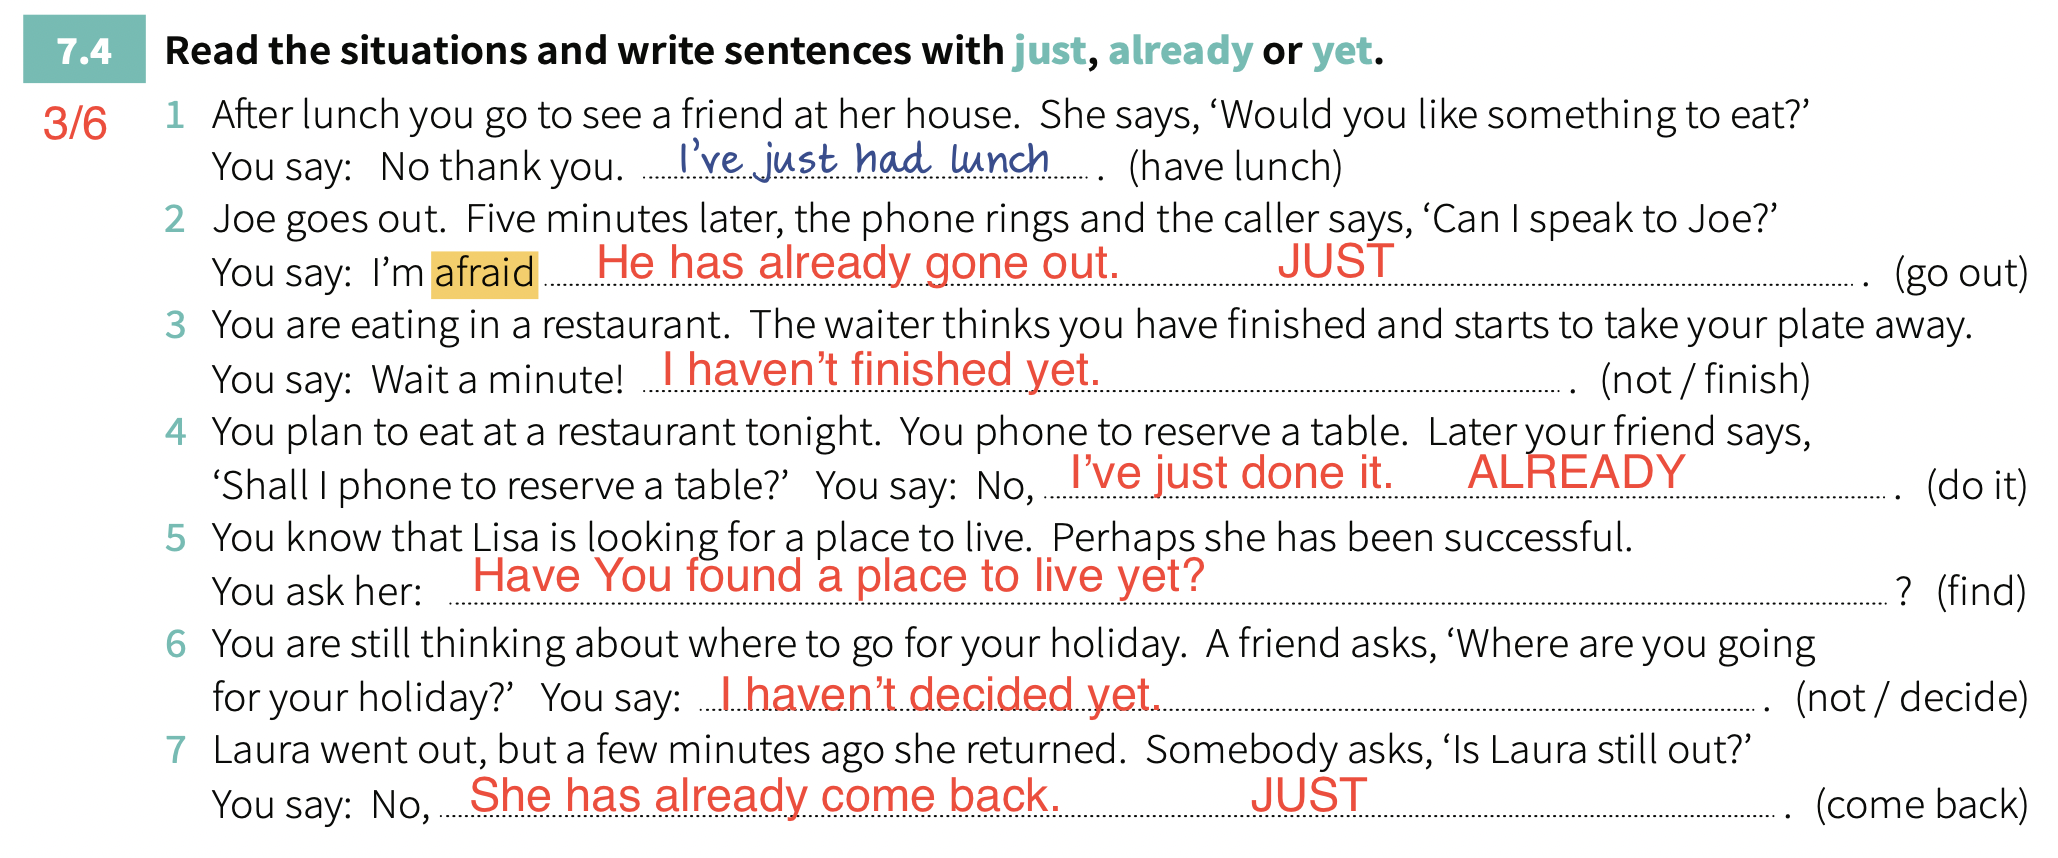 7.4 Read the situations and write sentences with just, already or yet.
3/6
1 After lunch you go to see a friend at her house. She says, ‘Would you like something to eat?’
You say: No thank you. I've just had lunch . (have lunch)
2 Joe goes out. Five minutes later, the phone rings and the caller says, ‘Can I speak to Joe?’
You say: I’m afraid He has already gone out. JUST . (go out)
3 You are eating in a restaurant. The waiter thinks you have finished and starts to take your plate away.
You say: Wait a minute! I haven’t finished yet. . (not / finish)
4 You plan to eat at a restaurant tonight. You phone to reserve a table. Later your friend says,
‘Shall I phone to reserve a table?’ You say: No, I’ve just done it. ALREADY . (do it)
5 You know that Lisa is looking for a place to live. Perhaps she has been successful.
You ask her: Have You found a place to live yet? ? (find)
6 You are still thinking about where to go for your holiday. A friend asks, ‘Where are you going
for your holiday?’ You say: I haven’t decided yet. . (not / decide)
7 Laura went out, but a few minutes ago she returned. Somebody asks, ‘Is Laura still out?’
You say: No, She has already come back. JUST . (come back)